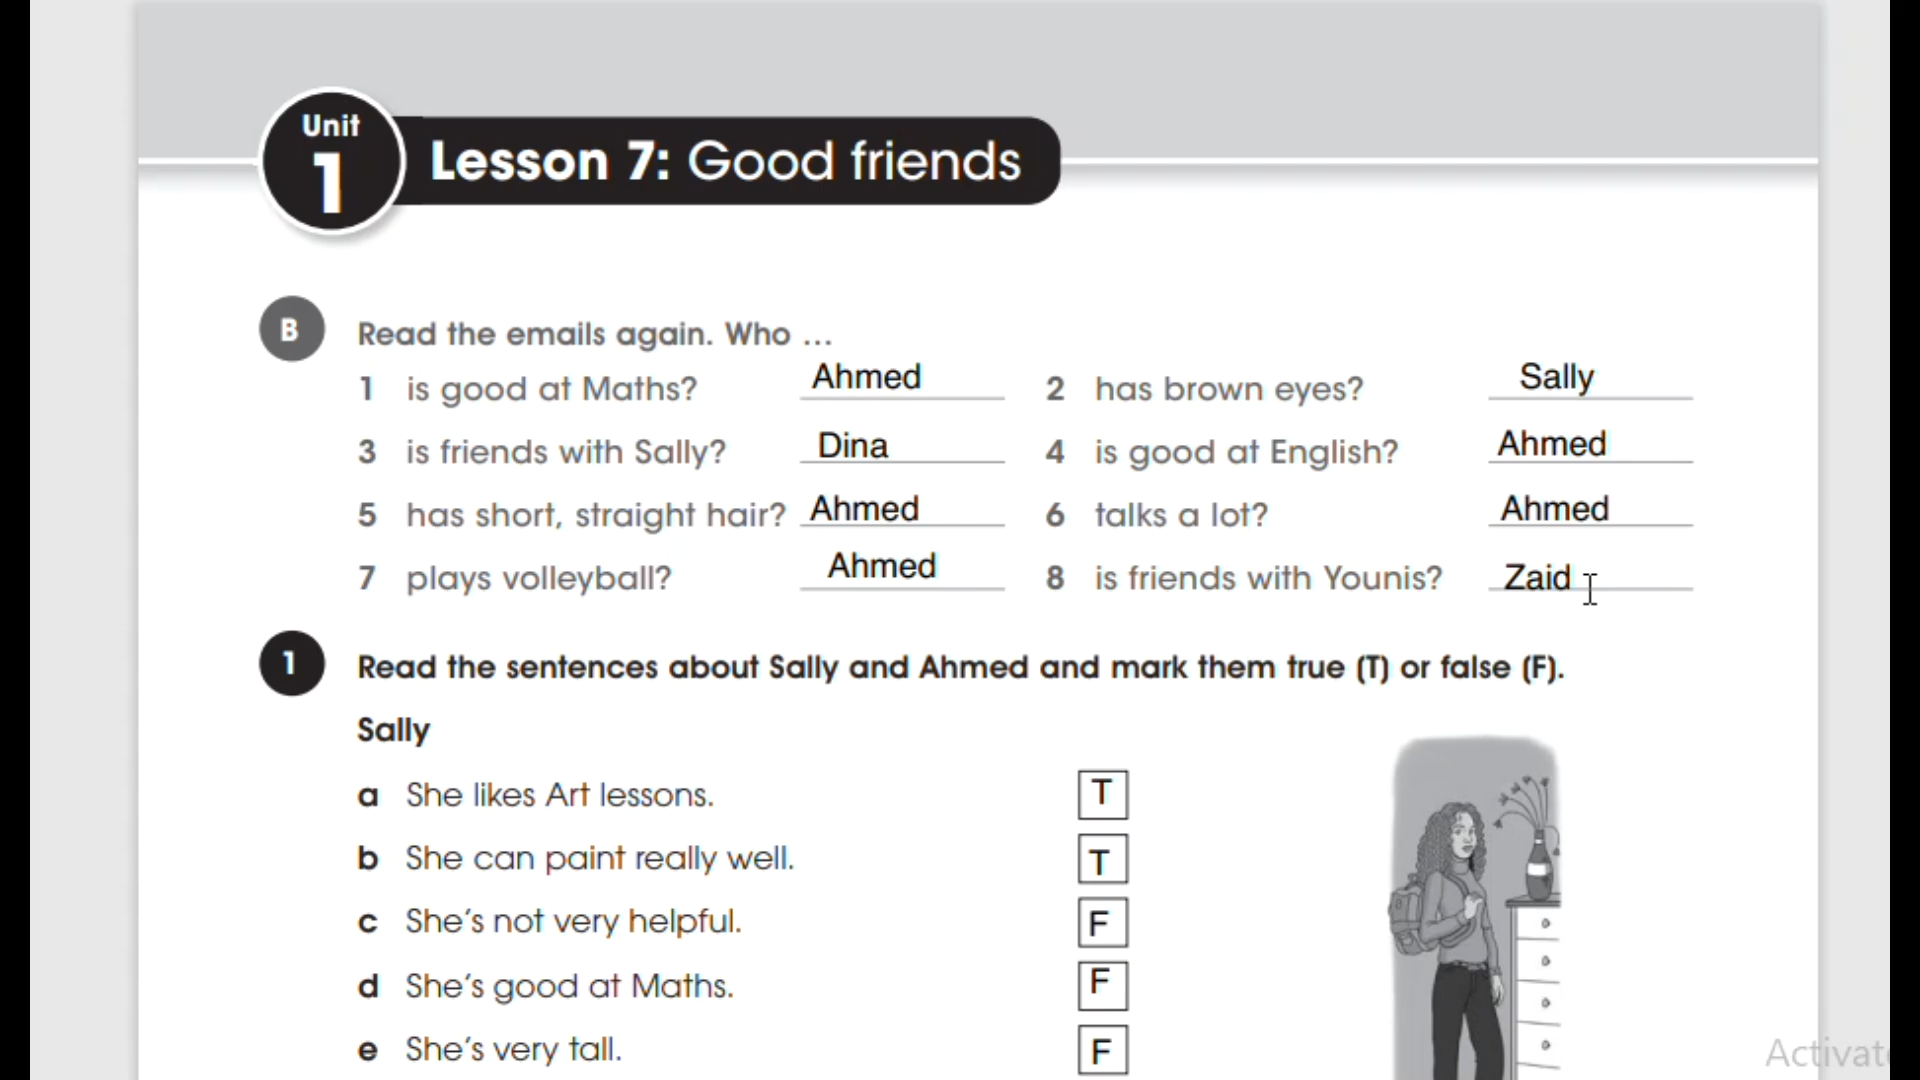 Unit
1
Lesson 7: Good friends
B
Read the emails again. Who ...
1 is good at Maths? Ahmed 2 has brown eyes? Sally
3 is friends with Sally? Dina 4 is good at English? Ahmed
5 has short, straight hair? Ahmed 6 talks a lot? Ahmed
7 plays volleyball? Ahmed 8 is friends with Younis? Zaid
1 Read the sentences about Sally and Ahmed and mark them true (T) or false (F).
Sally
a She likes Art lessons. T
b She can paint really well. T
c She's not very helpful. F
d She's good at Maths. F
e She's very tall. F